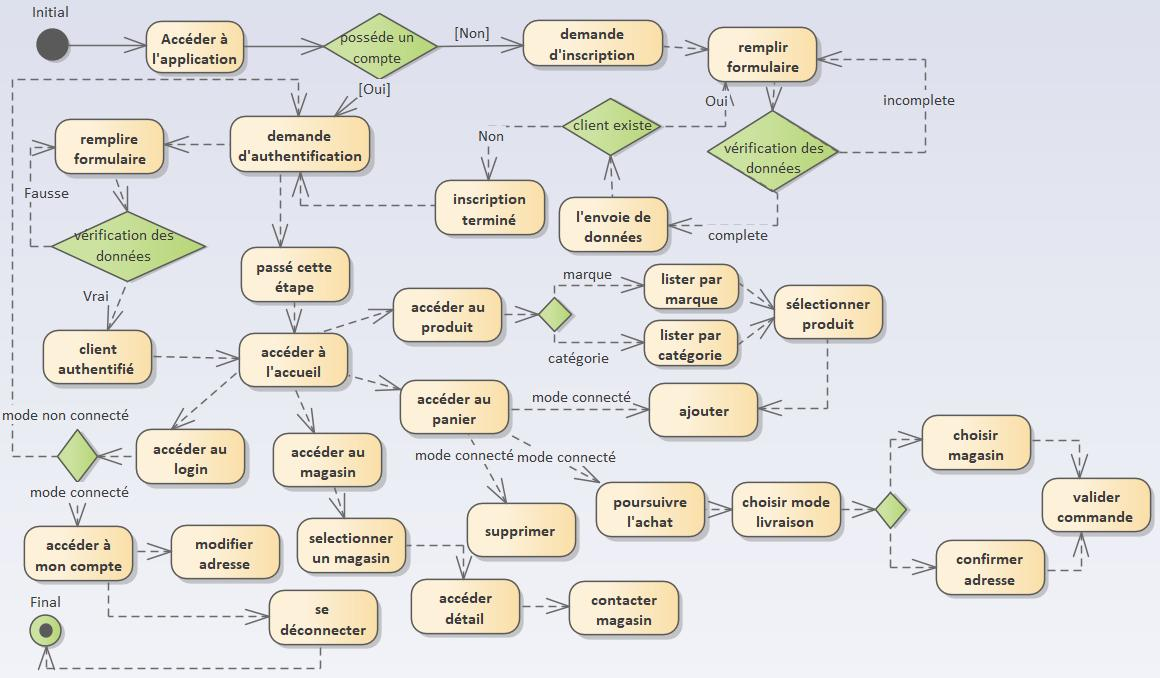 Initial
Accéder à
l'application
posséde un
compte
[Non]
demande
d'inscription
remplir
formulaire
[Oui]
Oui
incomplete
remplire
formulaire
demande
d'authentification
Non
client existe
vérification des
données
Fausse
inscription
terminé
l'envoie de
données
complete
vérification des
données
passé cette
étape
marque
lister par
marque
sélectionner
produit
Vrai
accéder au
produit
lister par
catégorie
catégorie
client
authentifié
accéder à
l'accueil
accéder au
panier
mode connecté
ajouter
mode non connecté
accéder au
login
accéder au
magasin
mode connecté
mode connecté
choisir
magasin
mode connecté
poursuivre
l'achat
choisir mode
livraison
valider
commande
accéder à
mon compte
modifier
adresse
selectionner
un magasin
supprimer
confirmer
adresse
Final
se
déconnecter
accéder
détail
contacter
magasin